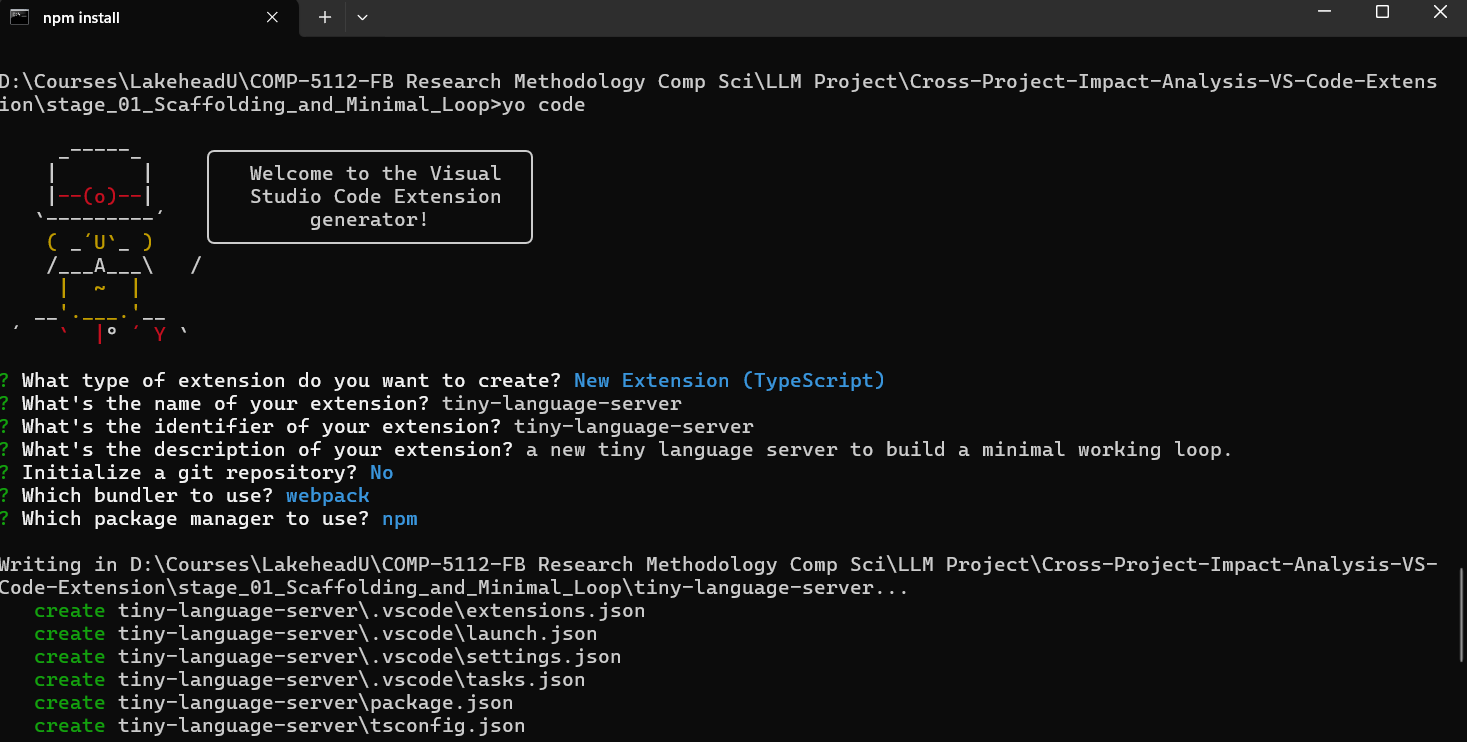 npm install
D:\Courses\LakeheadU\COMP-5112-FB Research Methodology Comp Sci\LLM Project\Cross-Project-Impact-Analysis-VS-Code-Extens
ion\stage_01_Scaffolding_and_Minimal_Loop>yo code
     _-----_
    |       |
    |--(o)--|
   `---------´
    ( _´U`_ )
    /___A___\   /
     |  ~  |
   __'.___.'__
 ´   `  |° ´ Y `
Welcome to the Visual
Studio Code Extension
generator!
? What type of extension do you want to create? New Extension (TypeScript)
? What's the name of your extension? tiny-language-server
? What's the identifier of your extension? tiny-language-server
? What's the description of your extension? a new tiny language server to build a minimal working loop.
? Initialize a git repository? No
? Which bundler to use? webpack
? Which package manager to use? npm
Writing in D:\Courses\LakeheadU\COMP-5112-FB Research Methodology Comp Sci\LLM Project\Cross-Project-Impact-Analysis-VS-
Code-Extension\stage_01_Scaffolding_and_Minimal_Loop\tiny-language-server...
   create tiny-language-server\.vscode\extensions.json
   create tiny-language-server\.vscode\launch.json
   create tiny-language-server\.vscode\settings.json
   create tiny-language-server\.vscode\tasks.json
   create tiny-language-server\package.json
   create tiny-language-server\tsconfig.json